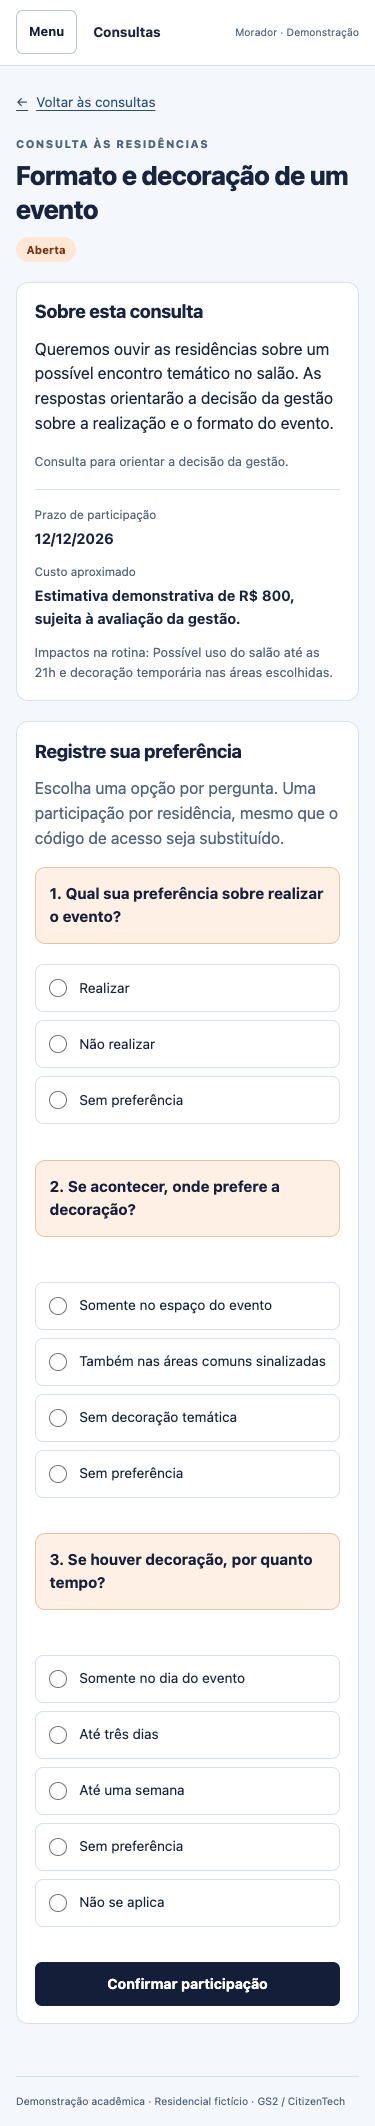 Menu
Consultas
Morador · Demonstração
← Voltar às consultas
CONSULTA ÀS RESIDÊNCIAS
Formato e decoração de um
evento
Aberta
Sobre esta consulta
Queremos ouvir as residências sobre um
possível encontro temático no salão. As
respostas orientarão a decisão da gestão
sobre a realização e o formato do evento.
Consulta para orientar a decisão da gestão.
Prazo de participação
12/12/2026
Custo aproximado
Estimativa demonstrativa de R$ 800,
sujeita à avaliação da gestão.
Impactos na rotina: Possível uso do salão até as
21h e decoração temporária nas áreas escolhidas.
Registre sua preferência
Escolha uma opção por pergunta. Uma
participação por residência, mesmo que o
código de acesso seja substituído.
1. Qual sua preferência sobre realizar
o evento?
Realizar
Não realizar
Sem preferência
2. Se acontecer, onde prefere a
decoração?
Somente no espaço do evento
Também nas áreas comuns sinalizadas
Sem decoração temática
Sem preferência
3. Se houver decoração, por quanto
tempo?
Somente no dia do evento
Até três dias
Até uma semana
Sem preferência
Não se aplica
Confirmar participação
Demonstração acadêmica · Residencial fictício · GS2 / CitizenTech